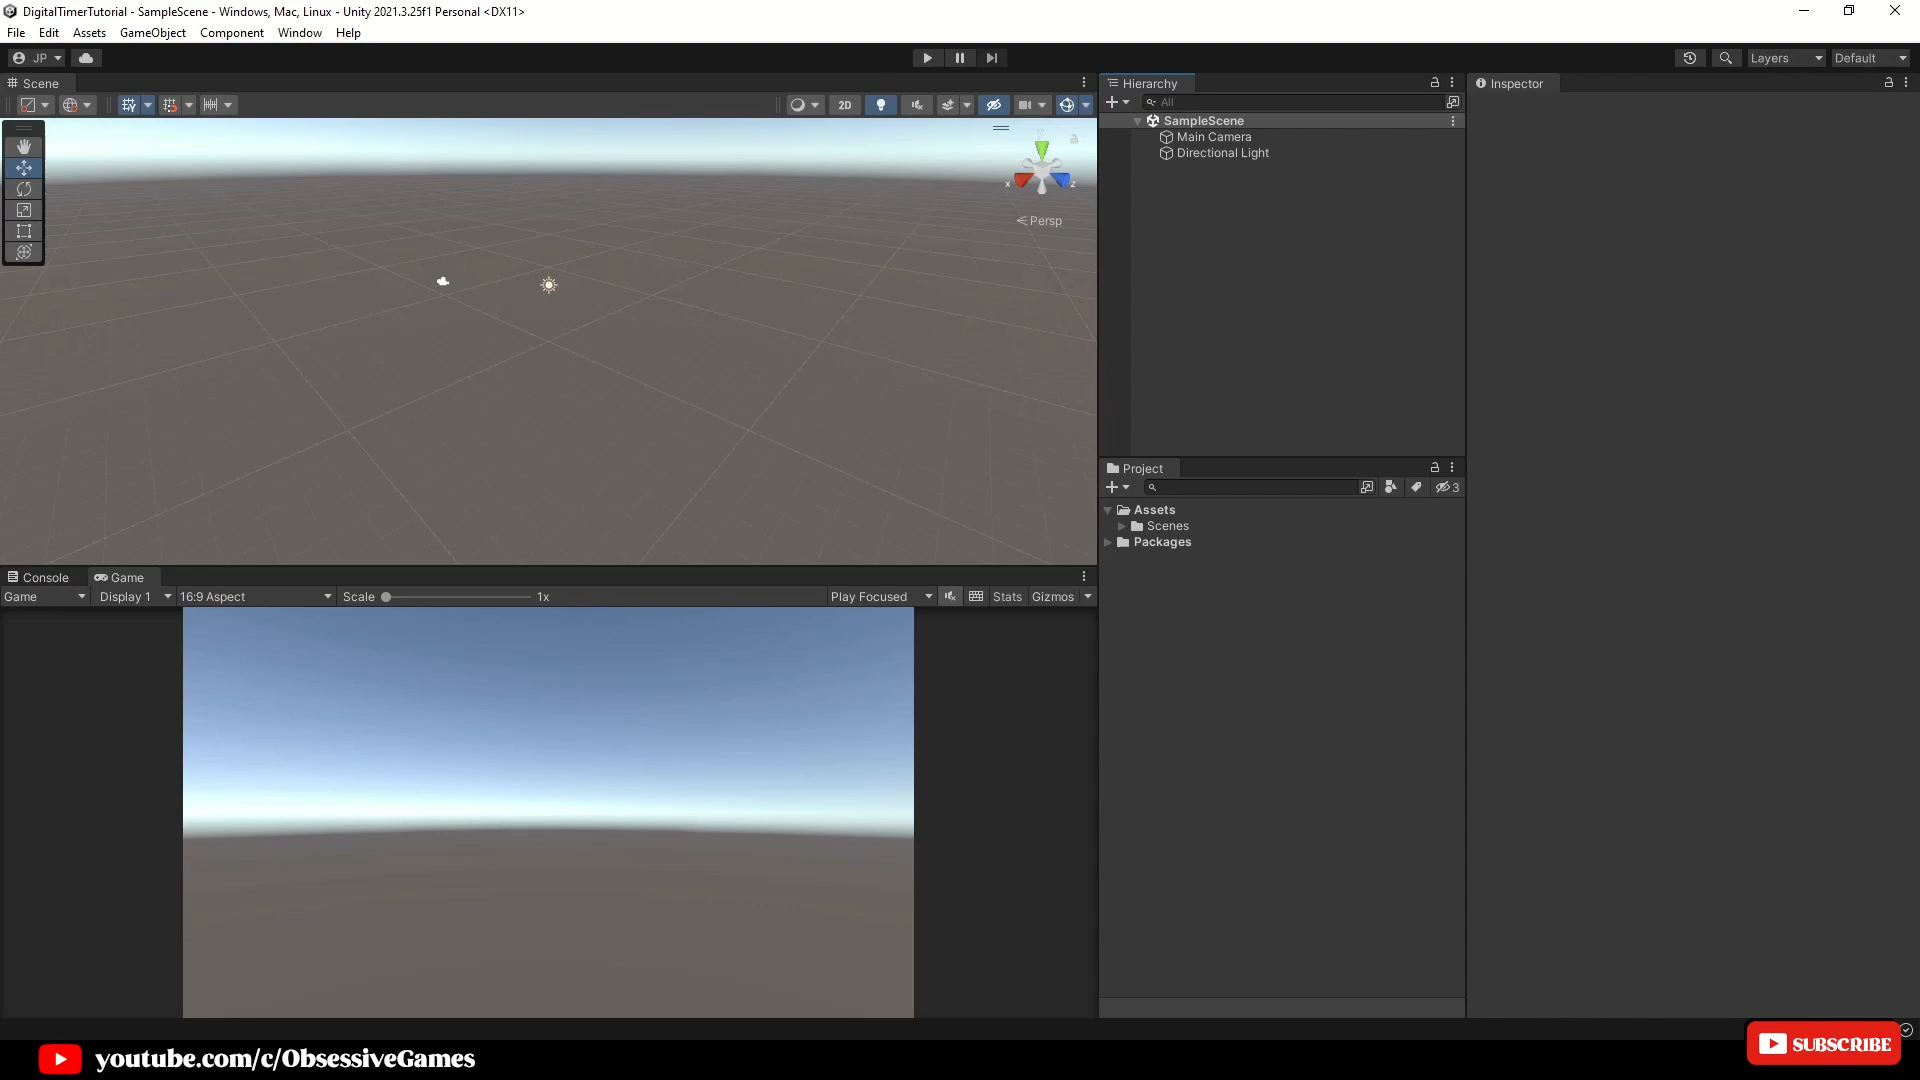 DigitalTimerTutorial - SampleScene - Windows, Mac, Linux - Unity 2021.3.25f1 Personal <DX11>
File Edit Assets GameObject Component Window Help
JP Layers Default
Scene
2D
x y z
Persp
Hierarchy
All
SampleScene
Main Camera
Directional Light
Inspector
Project
3
Assets
Scenes
Packages
Console Game
Game Display 1 16:9 Aspect Scale 1x Play Focused Stats Gizmos
youtube.com/c/ObsessiveGames
SUBSCRIBE